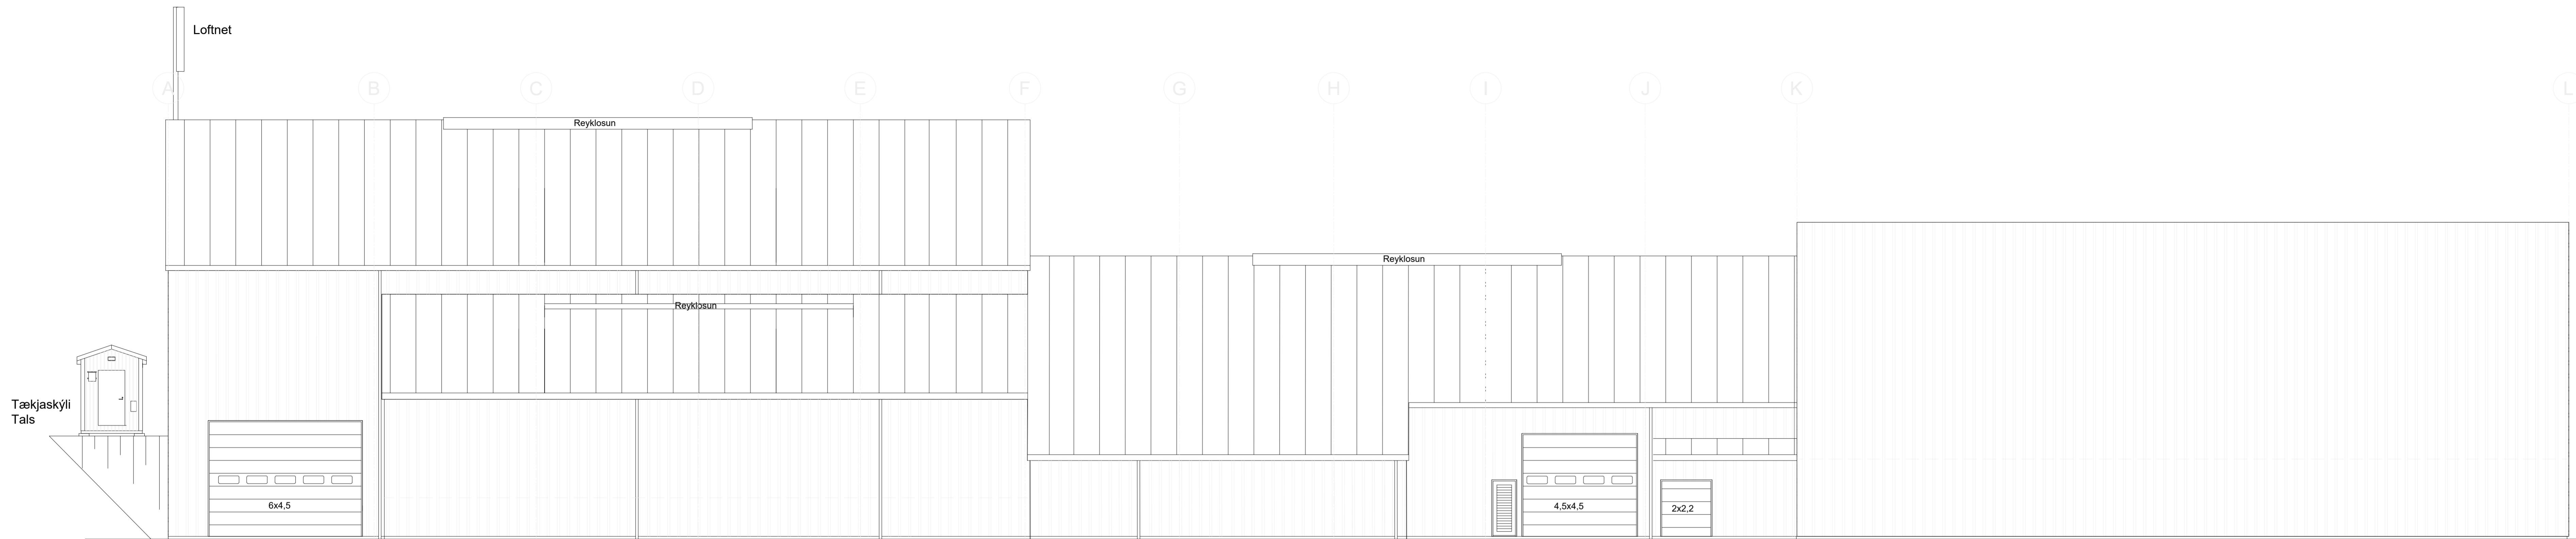 Loftnet
A B C D E F G H I J K L
Reyklosun
Reyklosun
Reyklosun
Tækjaskýli
Tals
6x4,5
4,5x4,5
2x2,2